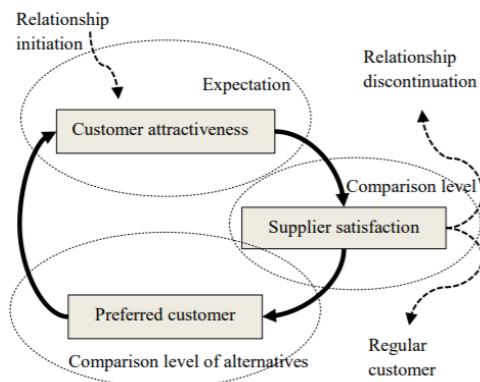 Relationship
initiation
Expectation
Relationship
discontinuation
Customer attractiveness
Comparison level
Supplier satisfaction
Preferred customer
Comparison level of alternatives
Regular
customer